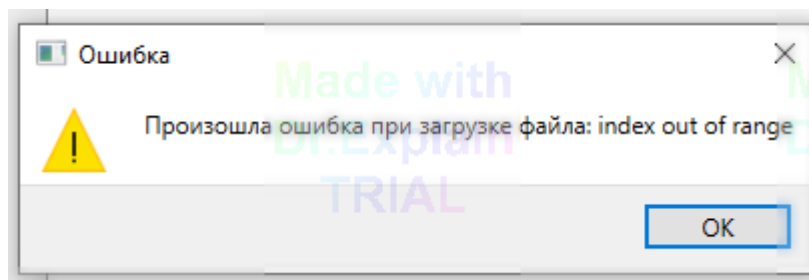 Ошибка
Made with
Произошла ошибка при загрузке файла: index out of range
Dr.Explain
TRIAL
OK